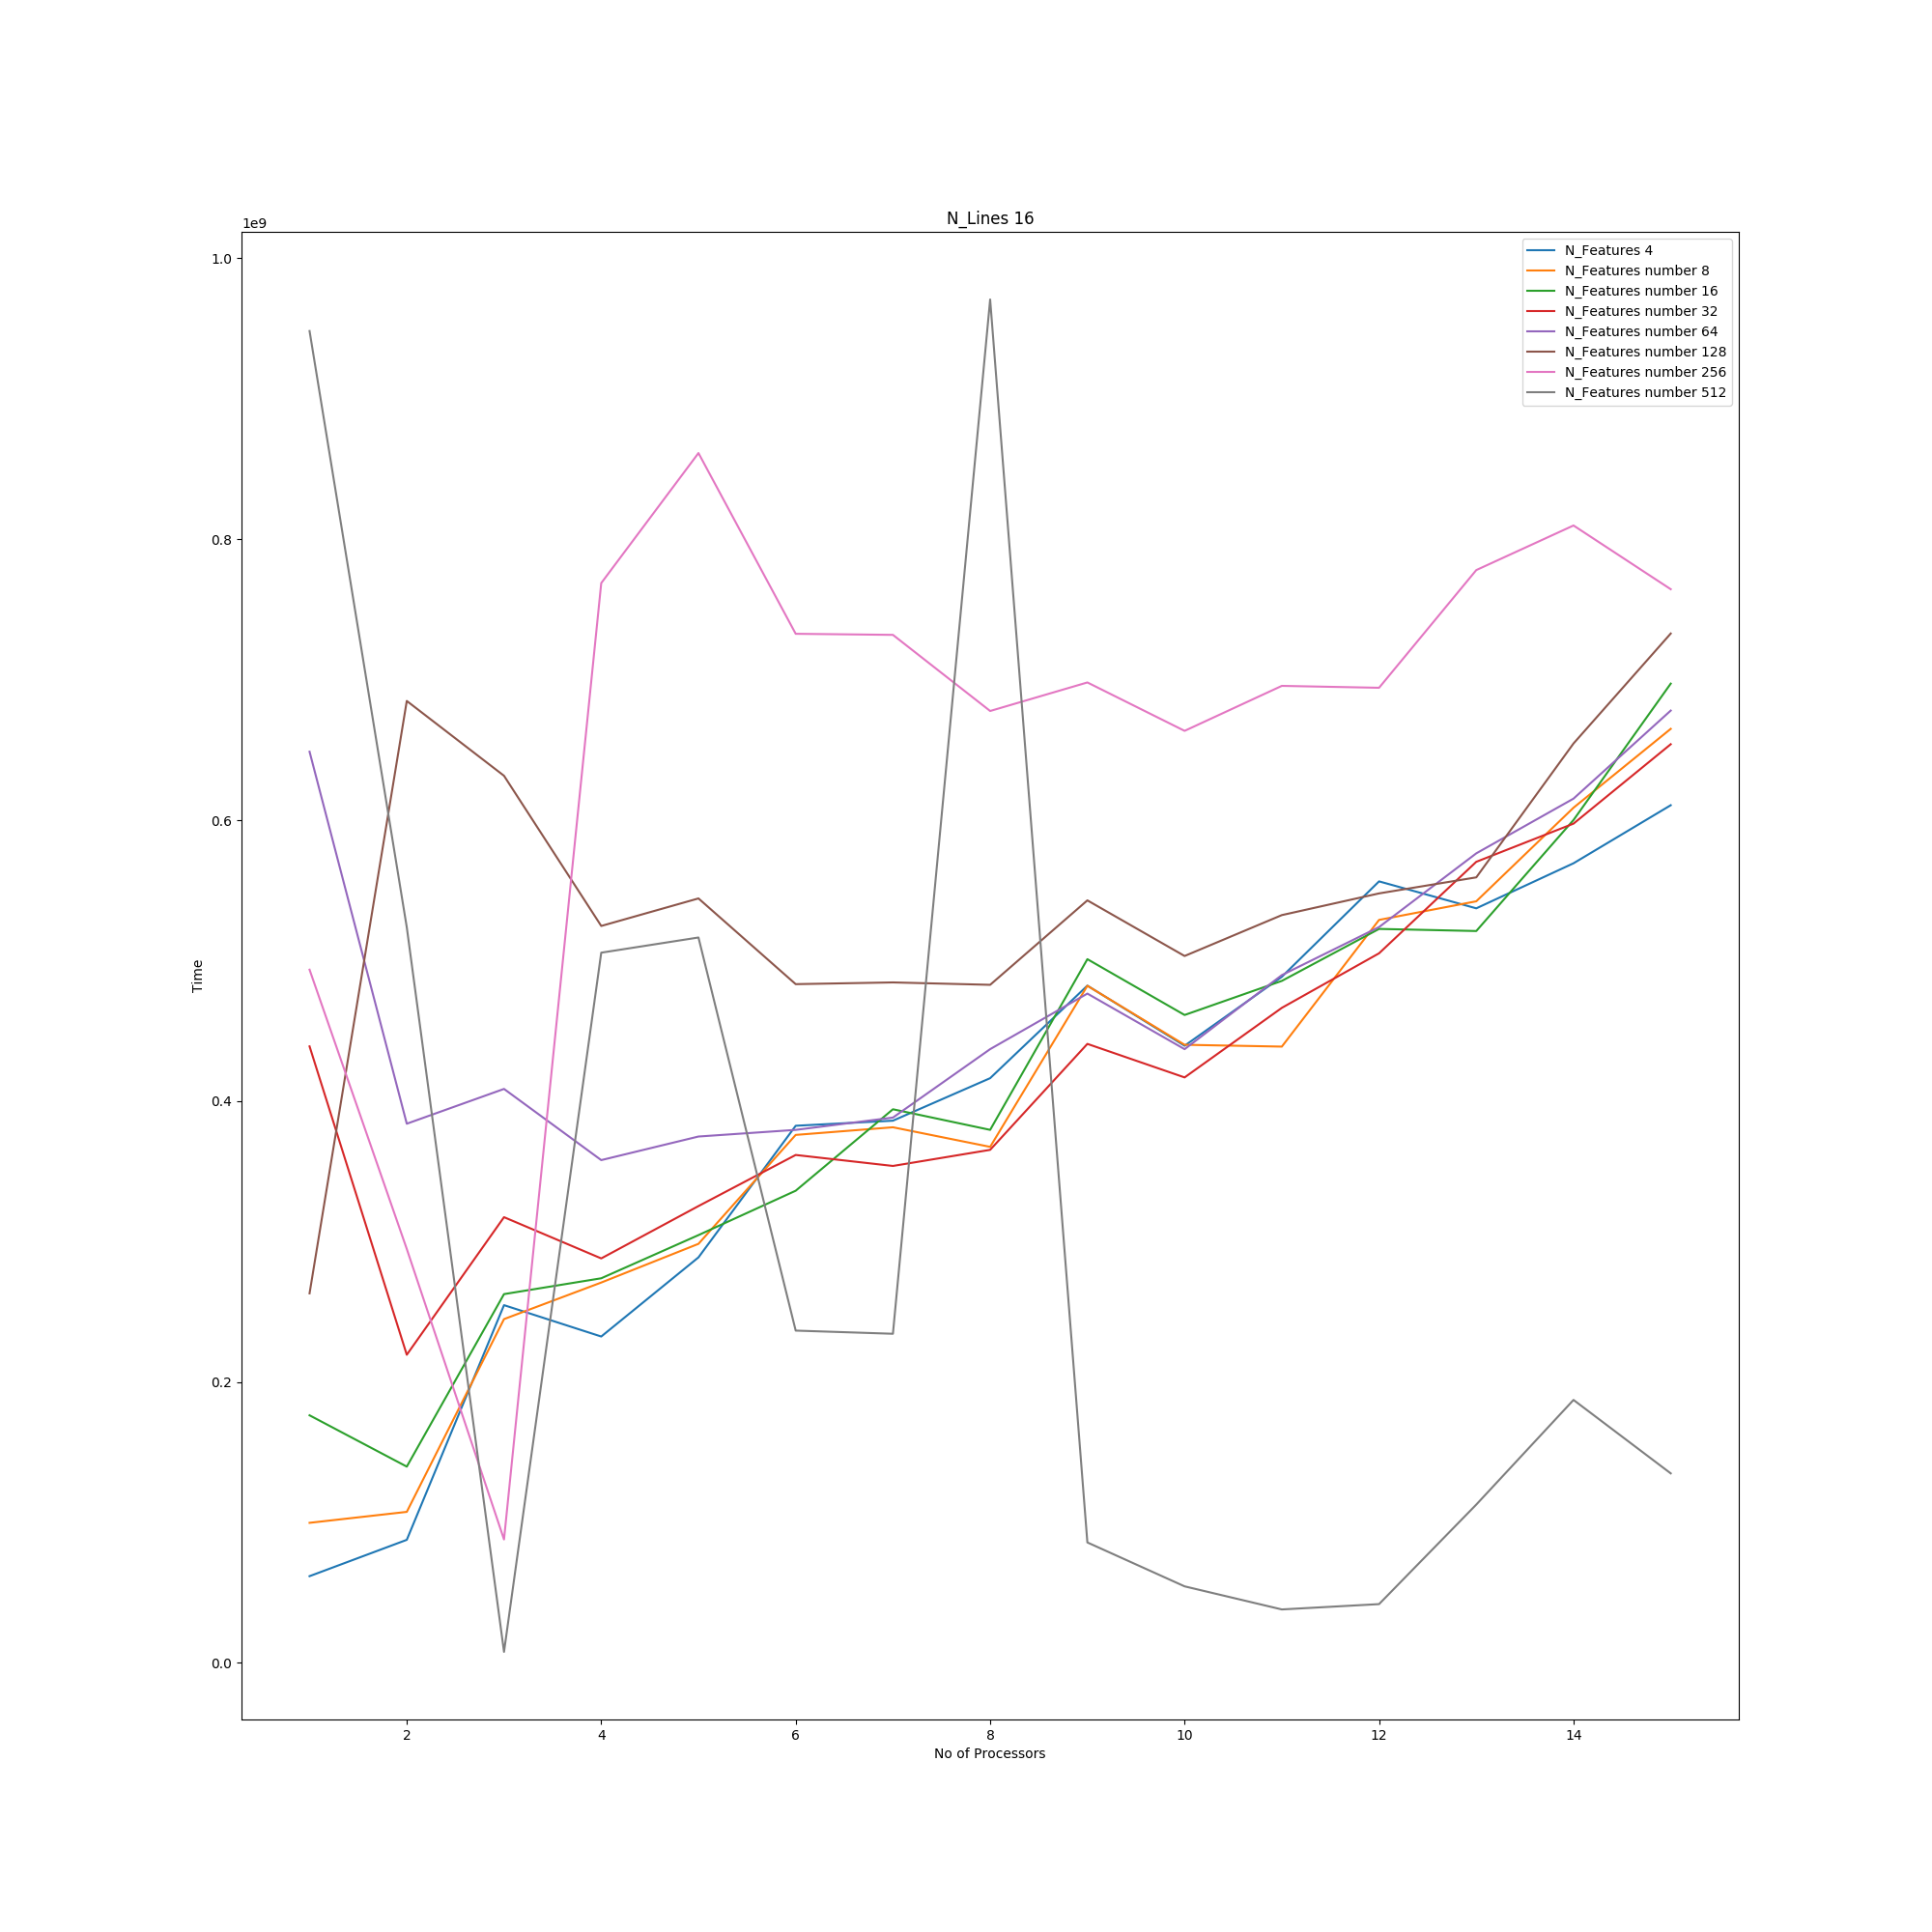 N_Lines 16
1e9
1.0
0.8
0.6
0.4
0.2
0.0
Time
2 4 6 8 10 12 14
No of Processors
N_Features 4
N_Features number 8
N_Features number 16
N_Features number 32
N_Features number 64
N_Features number 128
N_Features number 256
N_Features number 512